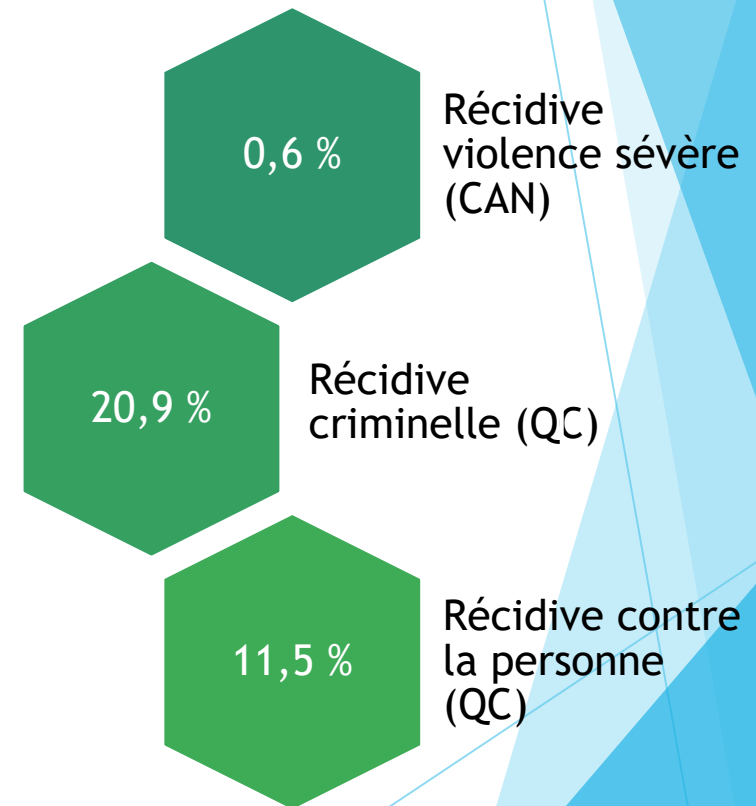 0,6 %
Récidive
violence sévère
(CAN)
20,9 %
Récidive
criminelle (QC)
11,5 %
Récidive contre
la personne
(QC)